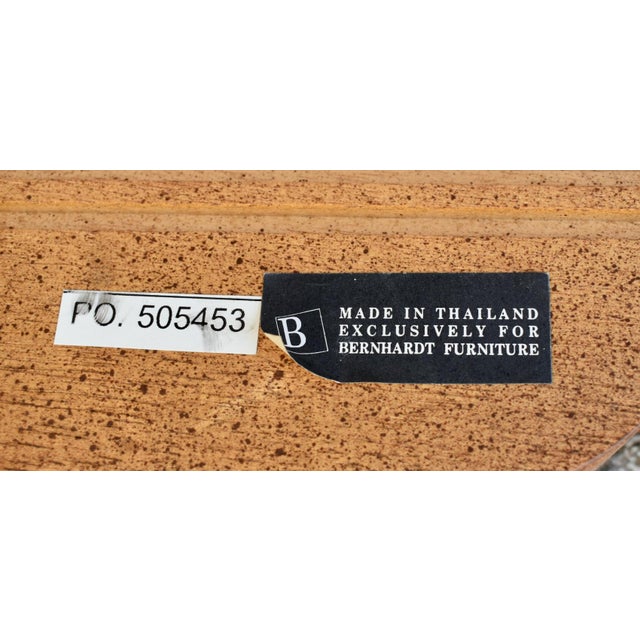 PO. 505453
B
MADE IN THAILAND
EXCLUSIVELY FOR
BERNHARDT FURNITURE